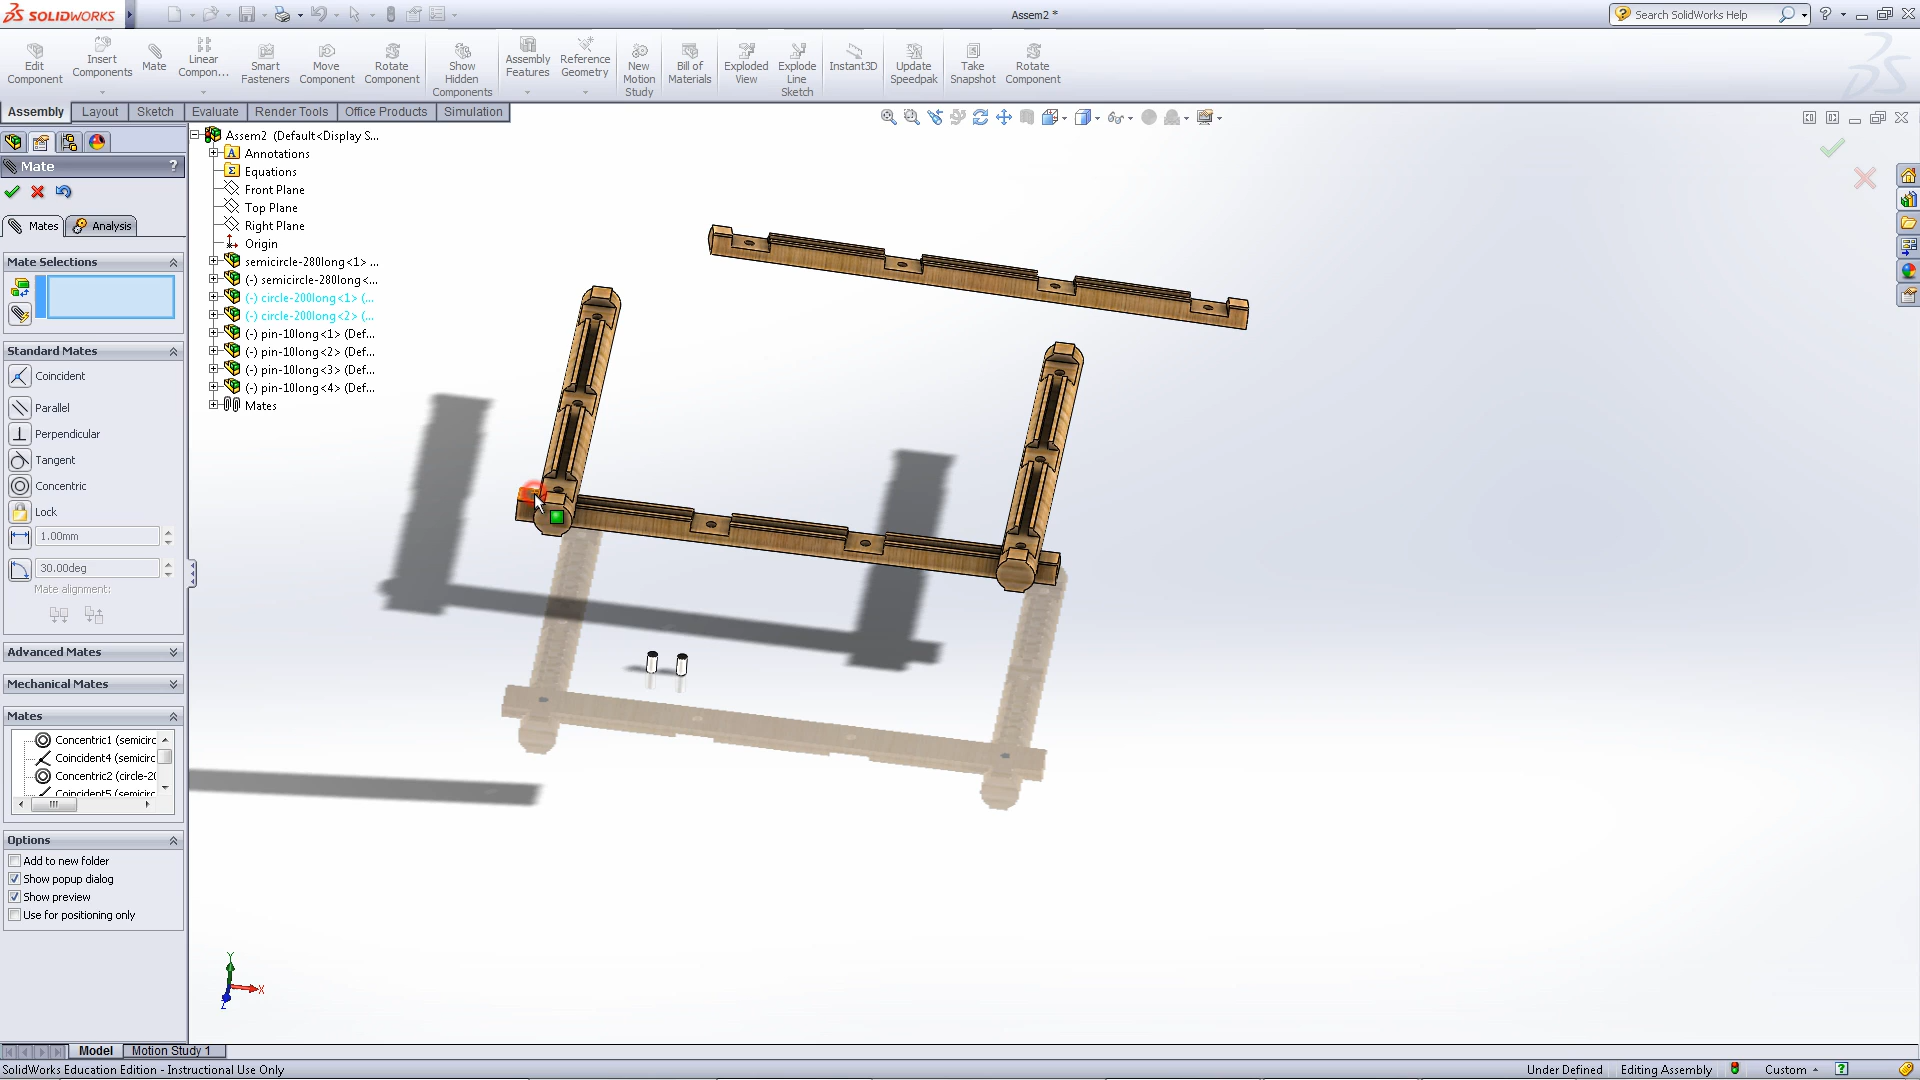 SOLIDWORKS
Assem2 *
Search SolidWorks Help
Edit Component
Insert Components
Mate
Linear Compon...
Smart Fasteners
Move Component
Rotate Component
Show Hidden Components
Assembly Features
Reference Geometry
New Motion Study
Bill of Materials
Exploded View
Explode Line Sketch
Instant3D
Update Speedpak
Take Snapshot
Rotate Component
Assembly
Layout
Sketch
Evaluate
Render Tools
Office Products
Simulation
Mate
?
Mates
Analysis
Mate Selections
Standard Mates
Coincident
Parallel
Perpendicular
Tangent
Concentric
Lock
1.00mm
30.00deg
Mate alignment:
Advanced Mates
Mechanical Mates
Mates
Concentric1 (semicirc
Coincident4 (semicirc
Concentric2 (circle-20
Coincident5 (semicirc
Options
Add to new folder
Show popup dialog
Show preview
Use for positioning only
Assem2 (Default<Display S...
Annotations
Equations
Front Plane
Top Plane
Right Plane
Origin
semicircle-280long<1> ...
(-) semicircle-280long<...
(-) circle-200long<1> (...
(-) circle-200long<2> (...
(-) pin-10long<1> (Def...
(-) pin-10long<2> (Def...
(-) pin-10long<3> (Def...
(-) pin-10long<4> (Def...
Mates
Y
X
Z
Model
Motion Study 1
SolidWorks Education Edition - Instructional Use Only
Under Defined
Editing Assembly
Custom